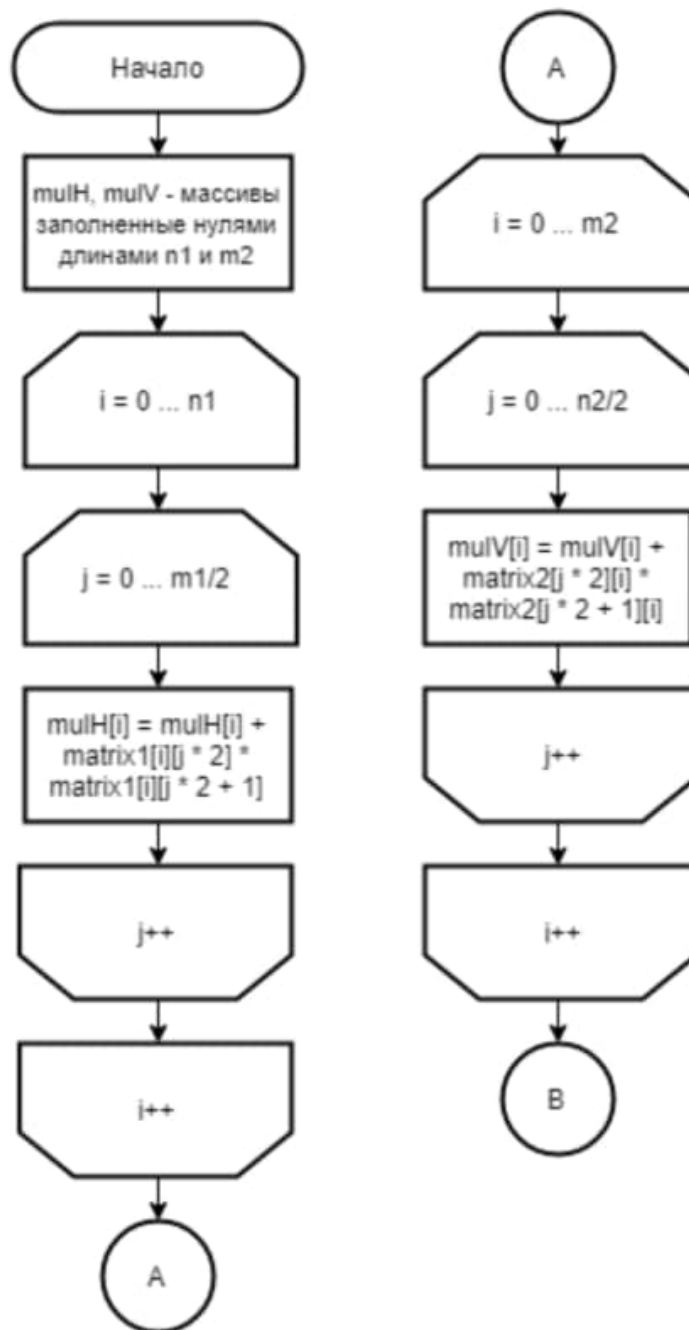 Начало
mulH, mulV - массивы
заполненные нулями
длинами n1 и m2
i = 0 ... n1
j = 0 ... m1/2
mulH[i] = mulH[i] +
matrix1[i][j * 2] *
matrix1[i][j * 2 + 1]
j++
i++
A
A
i = 0 ... m2
j = 0 ... n2/2
mulV[i] = mulV[i] +
matrix2[j * 2][i] *
matrix2[j * 2 + 1][i]
j++
i++
B